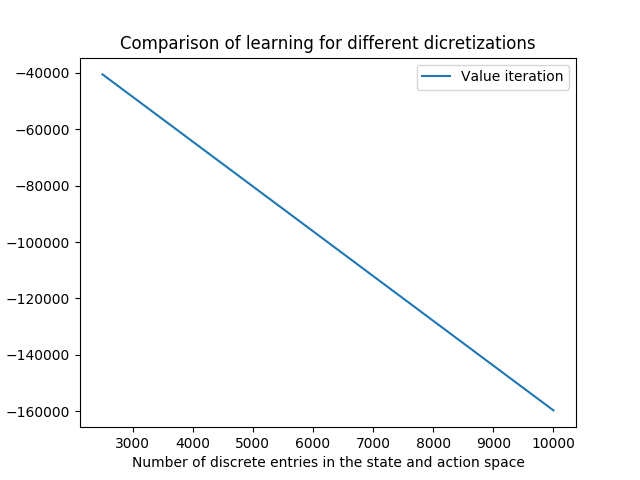 Comparison of learning for different dicretizations
Value iteration
−40000
−60000
−80000
−100000
−120000
−140000
−160000
3000 4000 5000 6000 7000 8000 9000 10000
Number of discrete entries in the state and action space